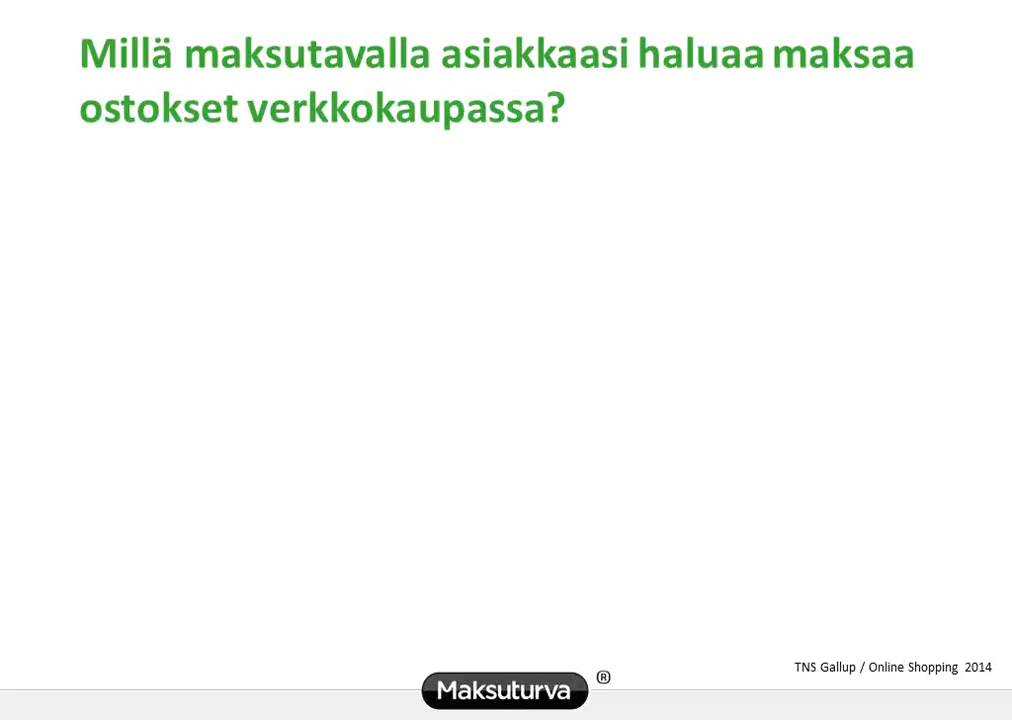 Millä maksutavalla asiakkaasi haluaa maksaa
ostokset verkkokaupassa?
TNS Gallup / Online Shopping 2014
Maksuturva ®